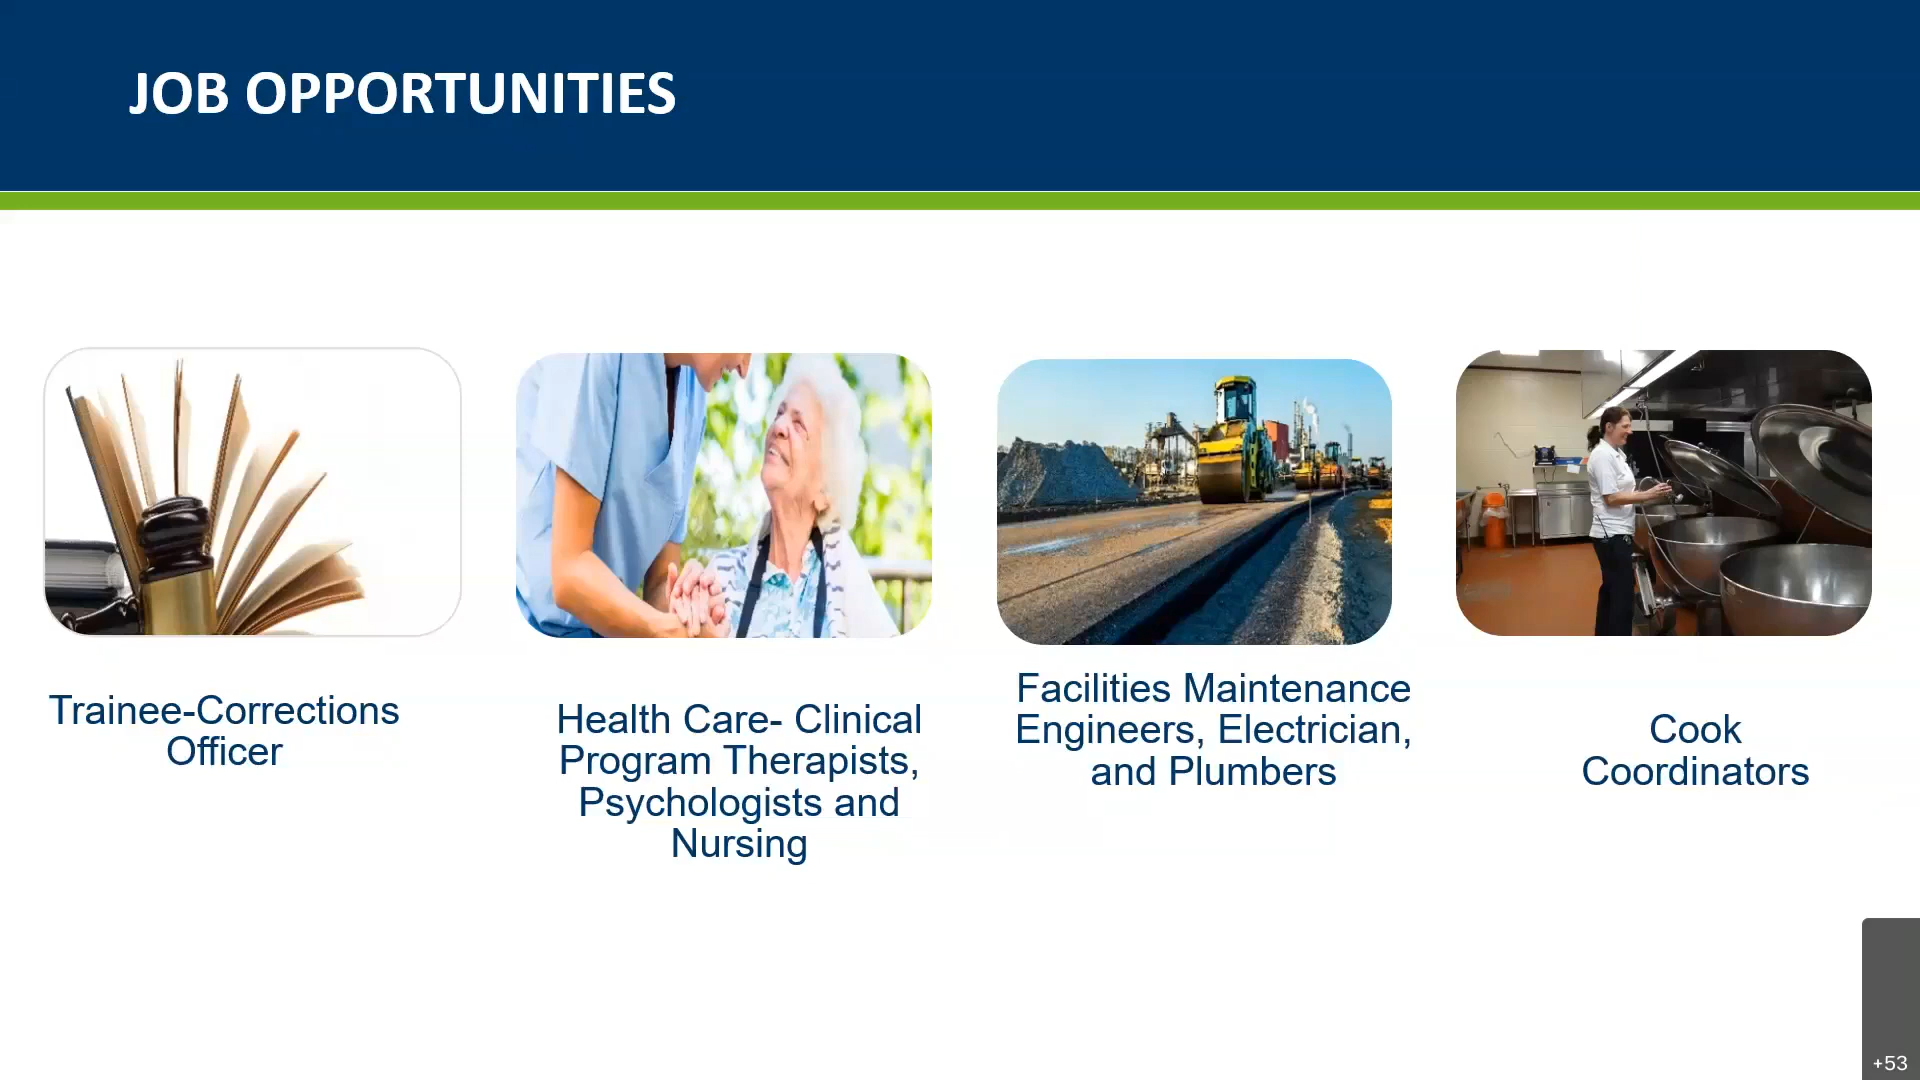 JOB OPPORTUNITIES
Trainee-Corrections
Officer
Health Care- Clinical
Program Therapists,
Psychologists and
Nursing
Facilities Maintenance
Engineers, Electrician,
and Plumbers
Cook
Coordinators
+53